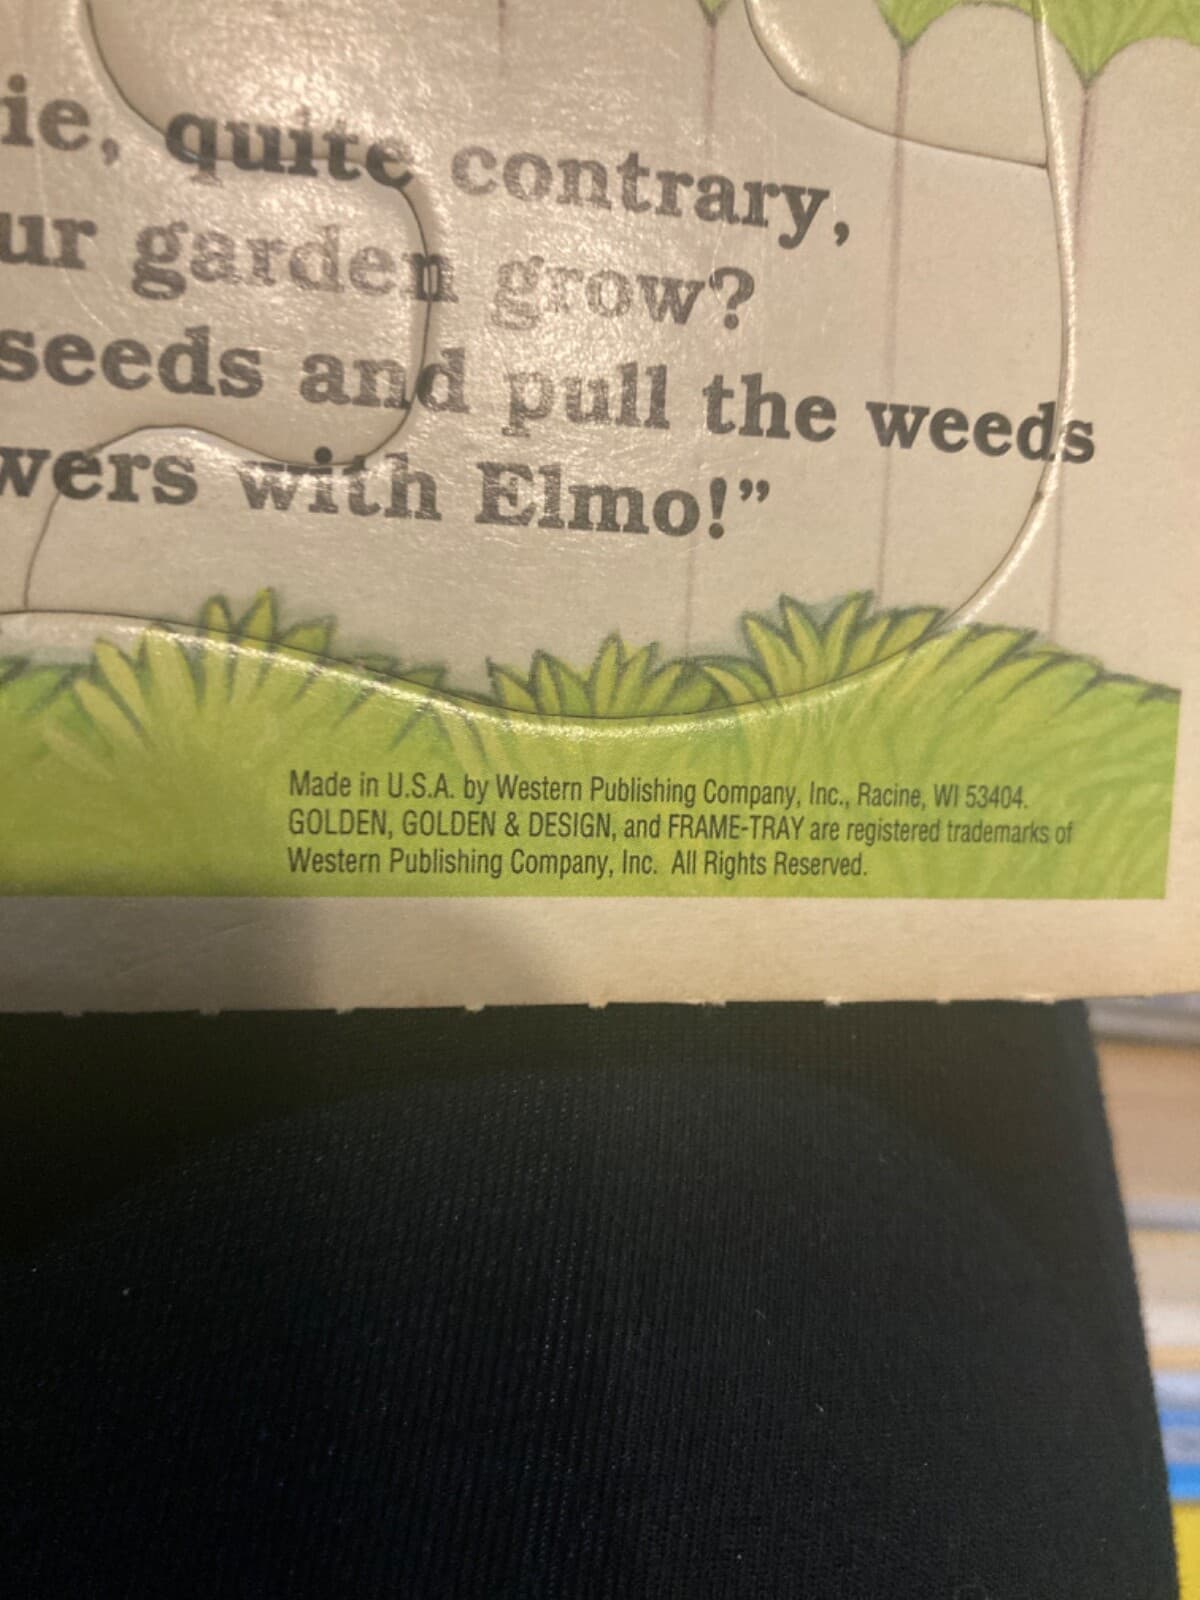 ie, quite contrary,
ur garden grow?
seeds and pull the weeds
wers with Elmo!”
Made in U.S.A. by Western Publishing Company, Inc., Racine, WI 53404.
GOLDEN, GOLDEN & DESIGN, and FRAME-TRAY are registered trademarks of
Western Publishing Company, Inc. All Rights Reserved.